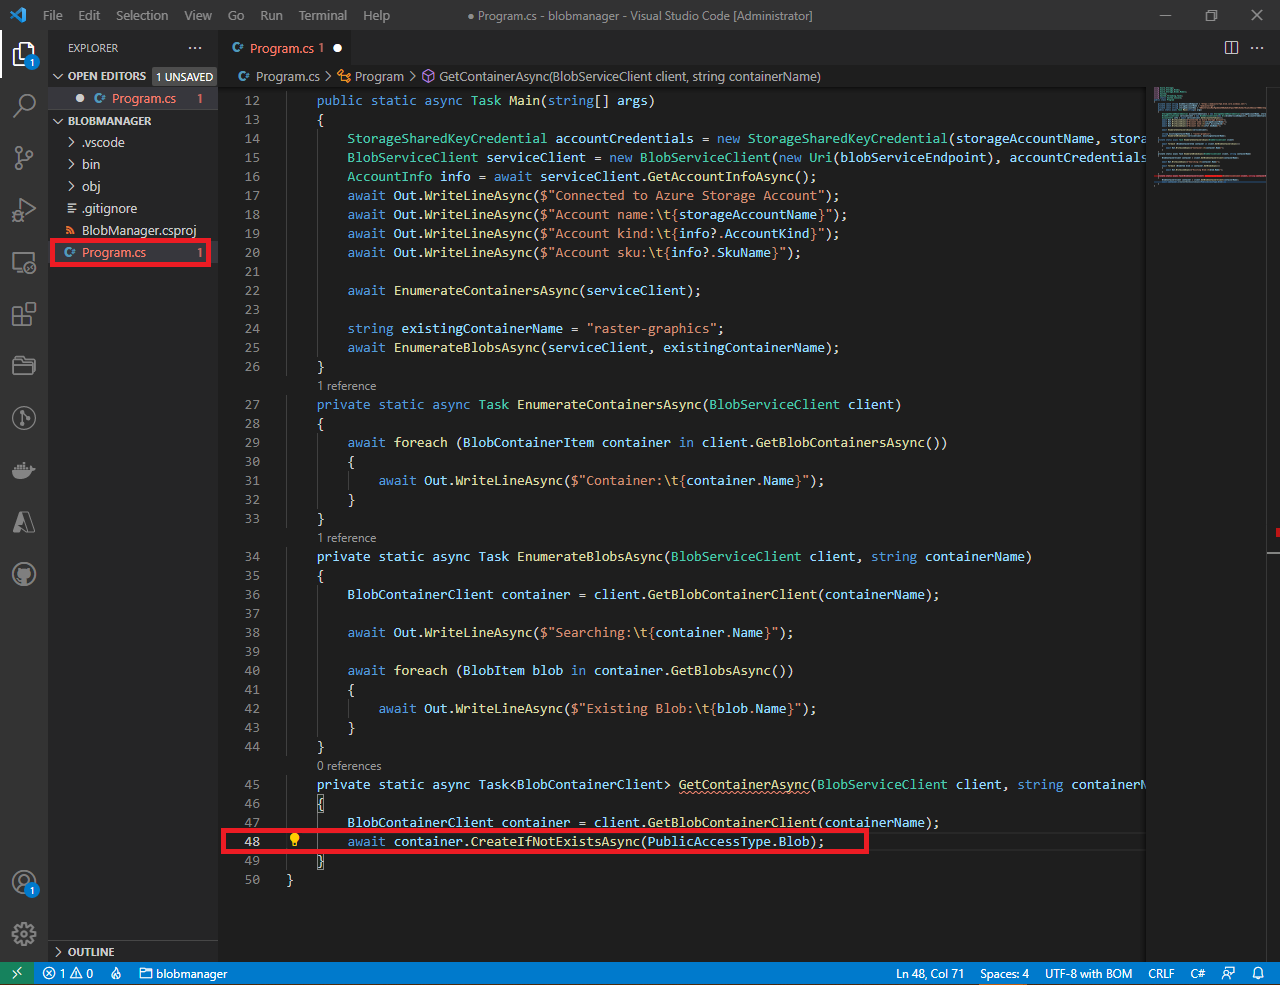 File Edit Selection View Go Run Terminal Help
● Program.cs - blobmanager - Visual Studio Code [Administrator]
EXPLORER
OPEN EDITORS 1 UNSAVED
Program.cs 1
BLOBMANAGER
.vscode
bin
obj
.gitignore
BlobManager.csproj
Program.cs 1
OUTLINE
Program.cs 1
Program.cs > Program > GetContainerAsync(BlobServiceClient client, string containerName)
12 public static async Task Main(string[] args)
13 {
14 StorageSharedKeyCredential accountCredentials = new StorageSharedKeyCredential(storageAccountName, stora
15 BlobServiceClient serviceClient = new BlobServiceClient(new Uri(blobServiceEndpoint), accountCredentials
16 AccountInfo info = await serviceClient.GetAccountInfoAsync();
17 await Out.WriteLineAsync($"Connected to Azure Storage Account");
18 await Out.WriteLineAsync($"Account name:\t{storageAccountName}");
19 await Out.WriteLineAsync($"Account kind:\t{info?.AccountKind}");
20 await Out.WriteLineAsync($"Account sku:\t{info?.SkuName}");
21
22 await EnumerateContainersAsync(serviceClient);
23
24 string existingContainerName = "raster-graphics";
25 await EnumerateBlobsAsync(serviceClient, existingContainerName);
26 }
1 reference
27 private static async Task EnumerateContainersAsync(BlobServiceClient client)
28 {
29 await foreach (BlobContainerItem container in client.GetBlobContainersAsync())
30 {
31 await Out.WriteLineAsync($"Container:\t{container.Name}");
32 }
33 }
1 reference
34 private static async Task EnumerateBlobsAsync(BlobServiceClient client, string containerName)
35 {
36 BlobContainerClient container = client.GetBlobContainerClient(containerName);
37
38 await Out.WriteLineAsync($"Searching:\t{container.Name}");
39
40 await foreach (BlobItem blob in container.GetBlobsAsync())
41 {
42 await Out.WriteLineAsync($"Existing Blob:\t{blob.Name}");
43 }
44 }
0 references
45 private static async Task<BlobContainerClient> GetContainerAsync(BlobServiceClient client, string containerN
46 {
47 BlobContainerClient container = client.GetBlobContainerClient(containerName);
48 await container.CreateIfNotExistsAsync(PublicAccessType.Blob);
49 }
50 }
1
1
1 0 blobmanager
Ln 48, Col 71 Spaces: 4 UTF-8 with BOM CRLF C#